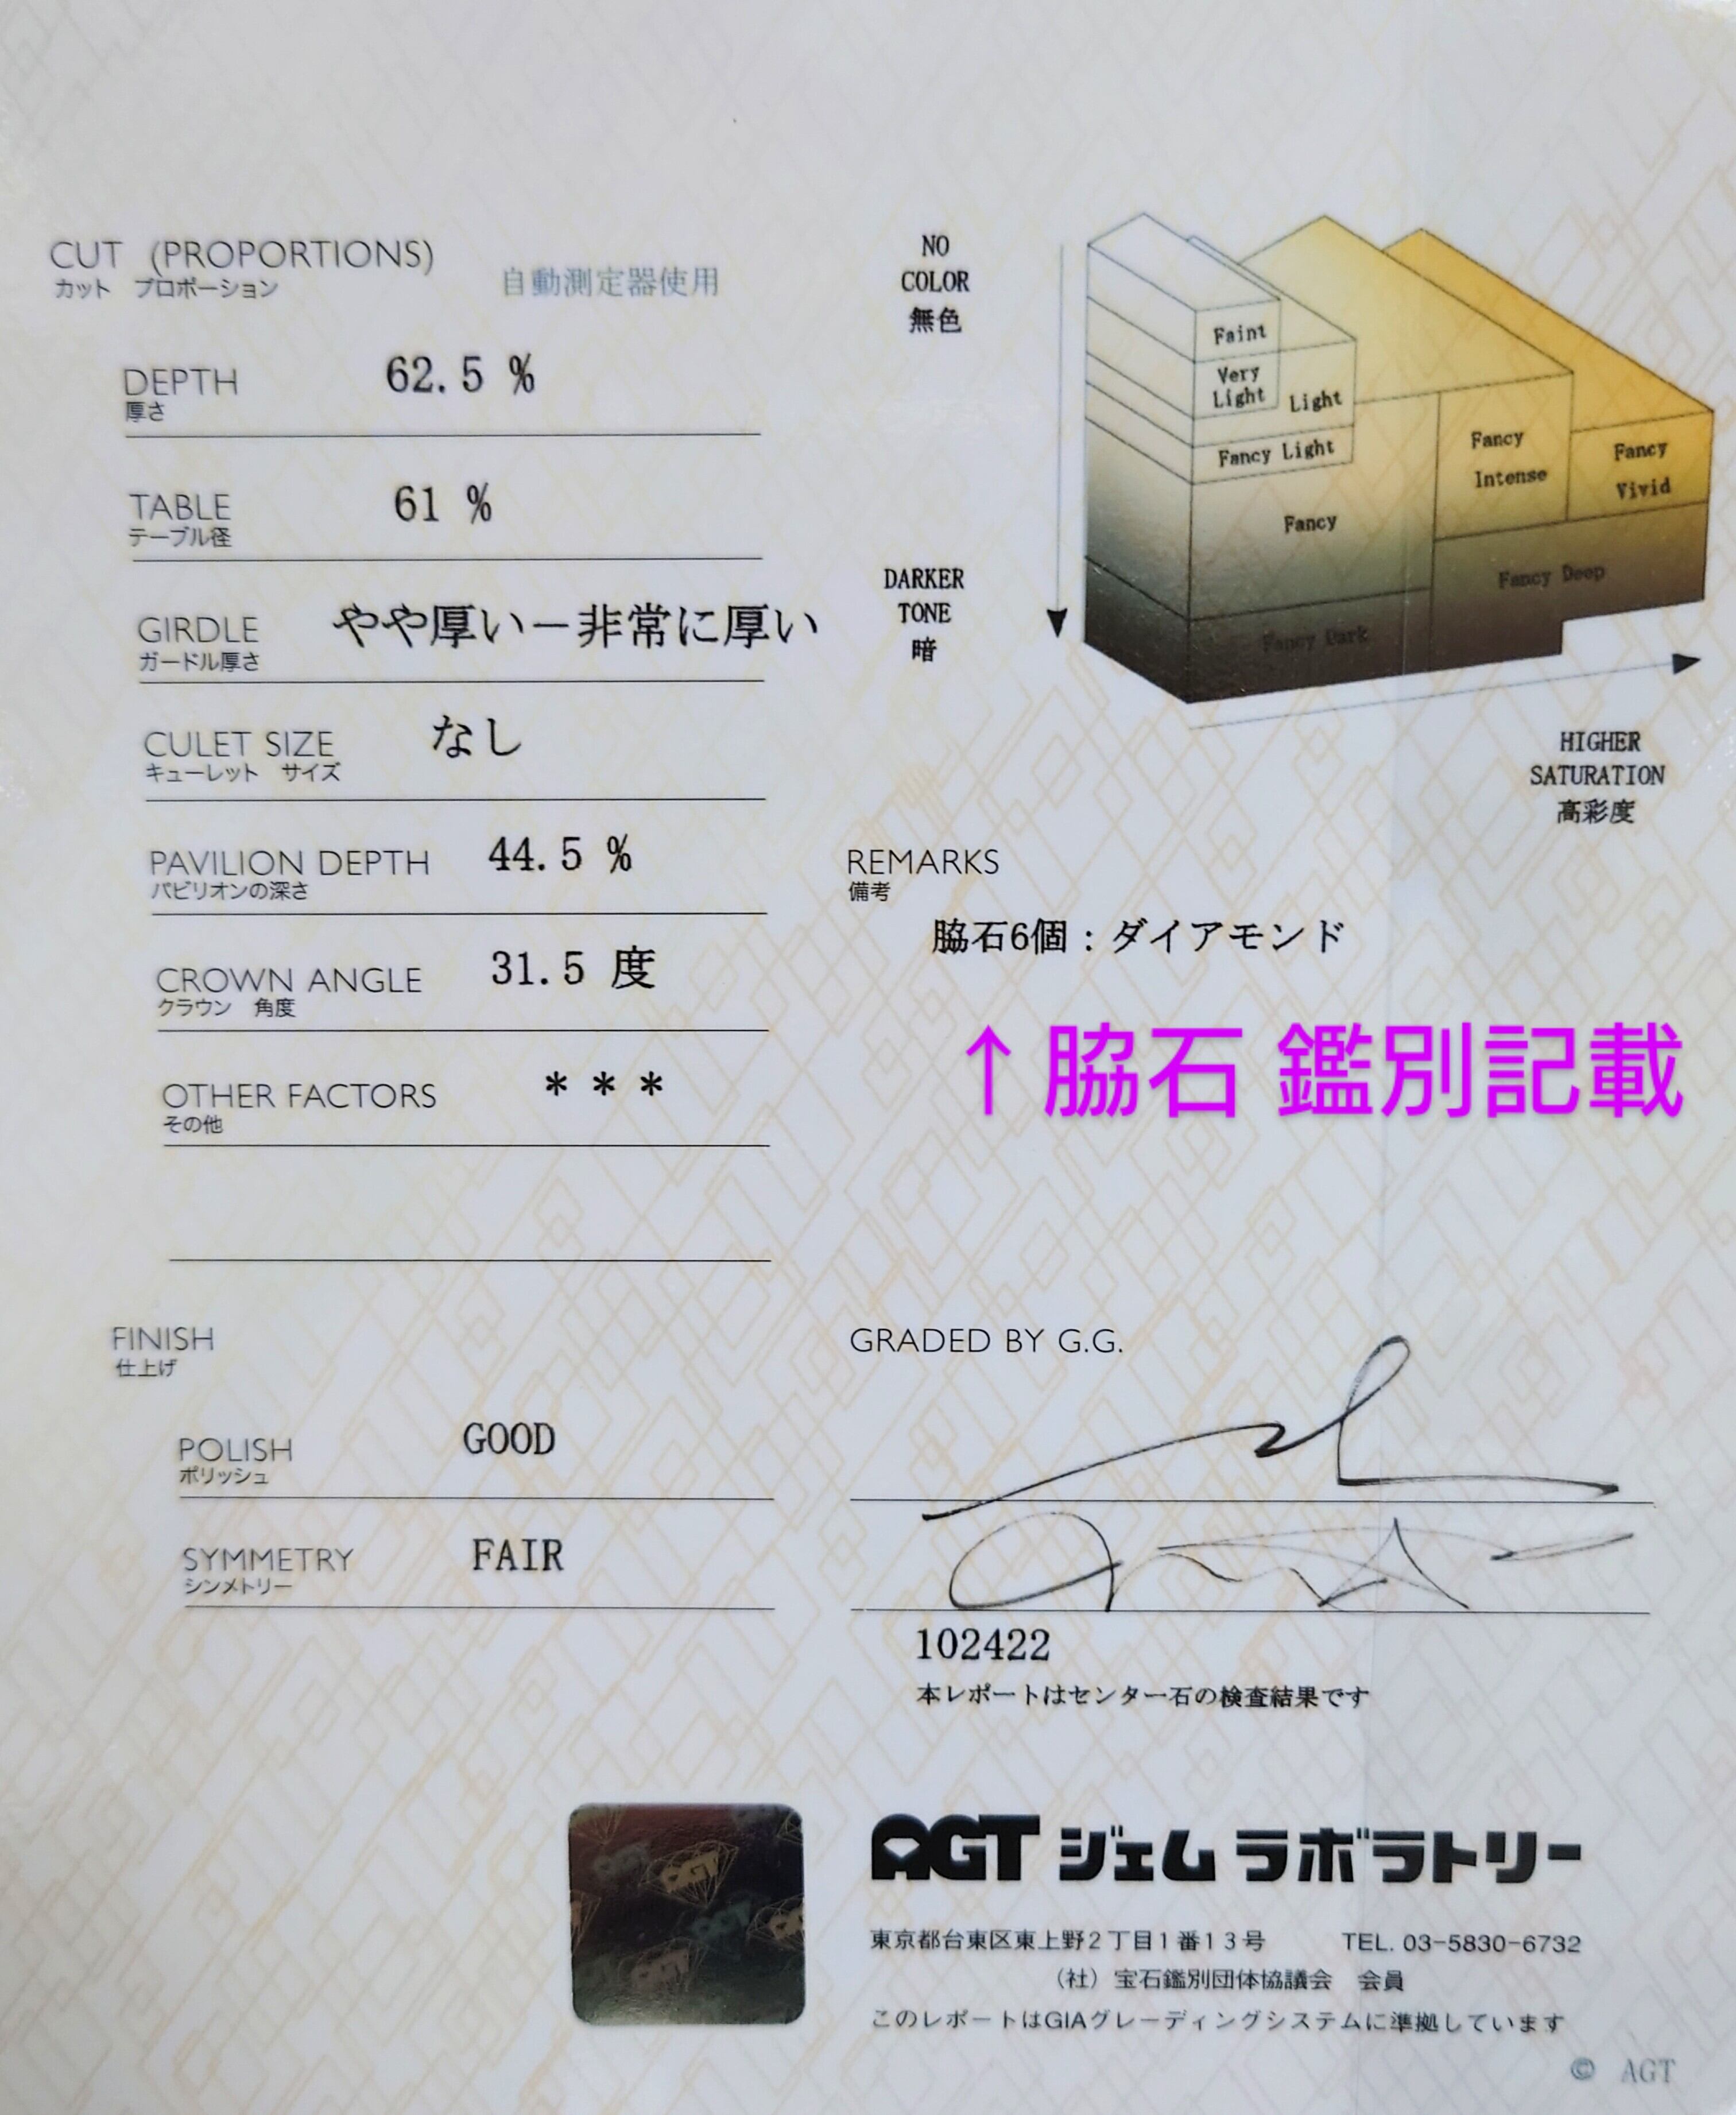 CUT (PROPORTIONS)
カット プロポーション
自動測定器使用
DEPTH 62.5 %
厚さ
TABLE 61 %
テーブル径
GIRDLE やや厚い－非常に厚い
ガードル厚さ
CULET SIZE なし
キューレット サイズ
PAVILION DEPTH 44.5 %
パビリオンの深さ
CROWN ANGLE 31.5 度
クラウン 角度
OTHER FACTORS ＊＊＊
その他
FINISH
仕上げ
POLISH GOOD
ポリッシュ
SYMMETRY FAIR
シンメトリー
NO
COLOR
無色
DARKER
TONE
暗
Faint
Very
Light
Light
Fancy Light
Fancy
Fancy Dark
Fancy
Intense
Fancy
Vivid
Fancy Deep
HIGHER
SATURATION
高彩度
REMARKS
備考
脇石6個：ダイアモンド
↑脇石 鑑別記載
GRADED BY G.G.
102422
本レポートはセンター石の検査結果です
AGT
AGT
AGT
AGT ジェム ラボラトリー
東京都台東区東上野2丁目1番13号 TEL. 03-5830-6732
（社）宝石鑑別団体協議会 会員
このレポートはGIAグレーディングシステムに準拠しています
© AGT